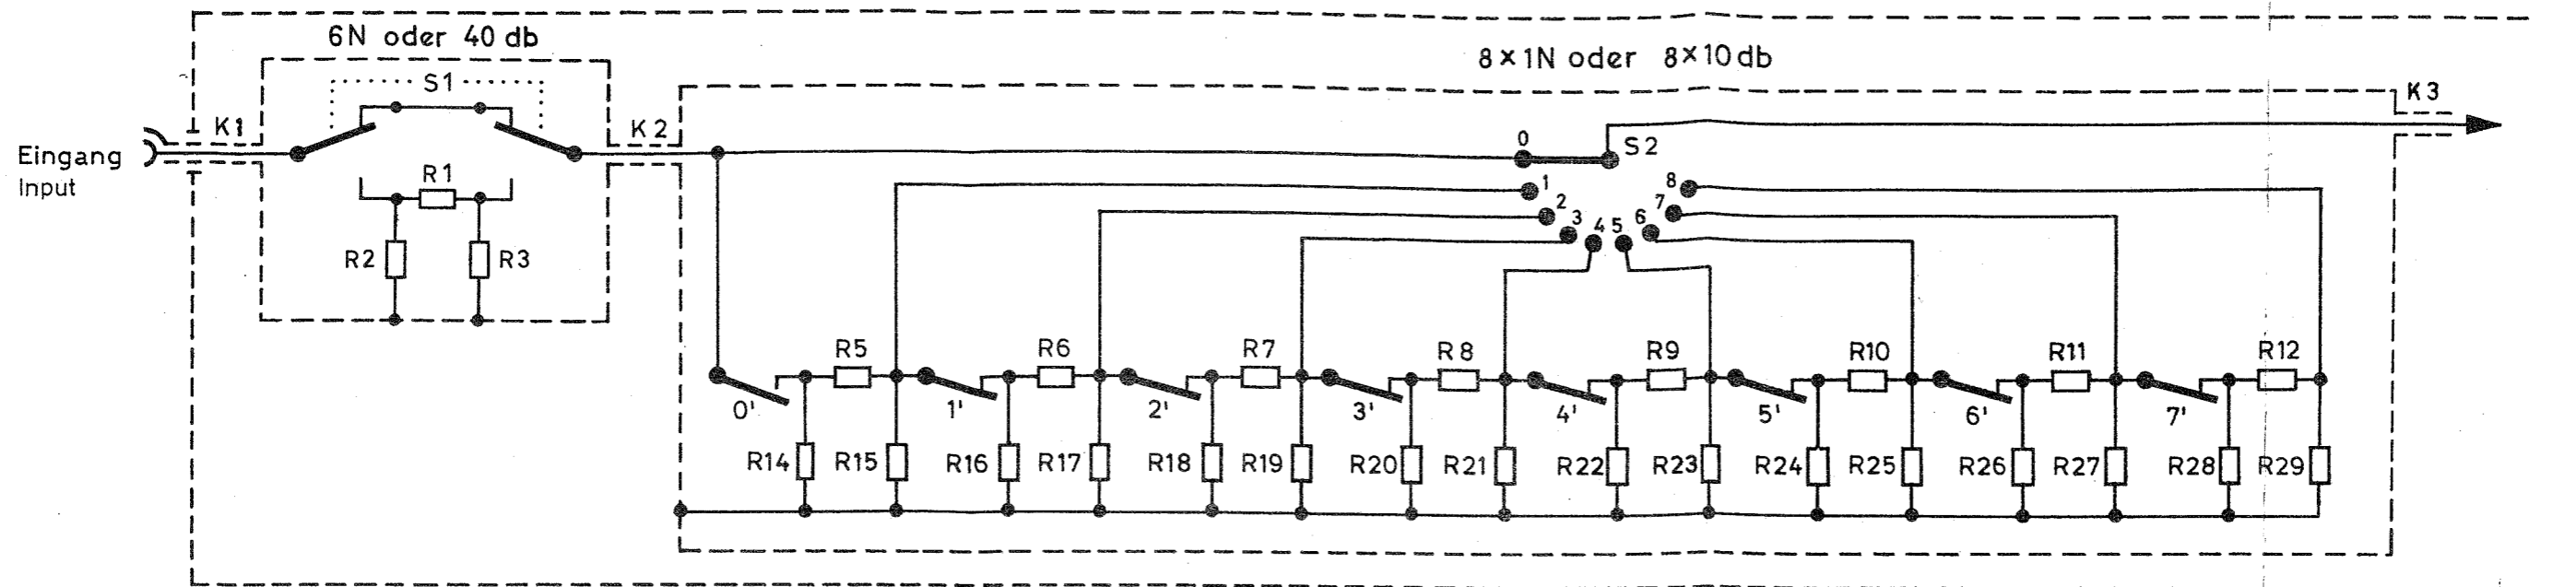 6N oder 40 db
8×1N oder 8×10db
S1
K1
K2
K3
Eingang
Input
R1
R2
R3
S2
0
1
2
3
4
5
6
7
8
R5
R6
R7
R8
R9
R10
R11
R12
0'
1'
2'
3'
4'
5'
6'
7'
R14
R15
R16
R17
R18
R19
R20
R21
R22
R23
R24
R25
R26
R27
R28
R29